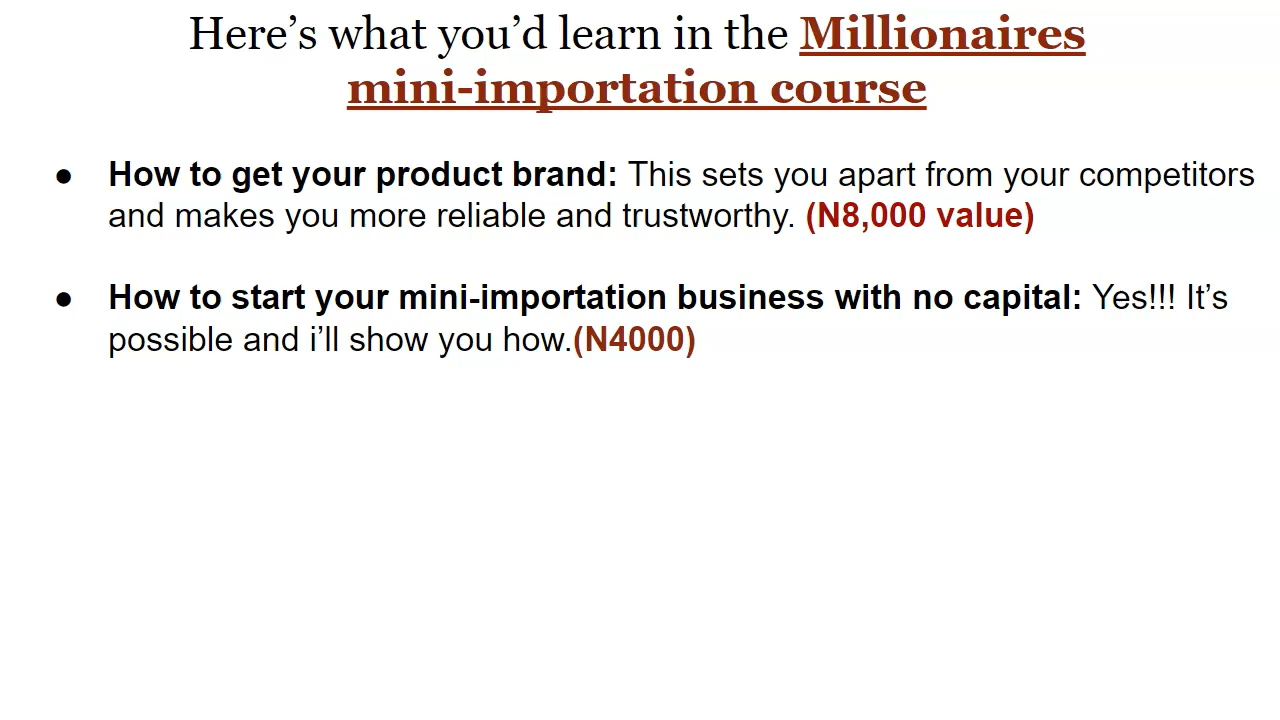 Here’s what you’d learn in the Millionaires
mini-importation course
● How to get your product brand: This sets you apart from your competitors
and makes you more reliable and trustworthy. (N8,000 value)
● How to start your mini-importation business with no capital: Yes!!! It’s
possible and i’ll show you how.(N4000)